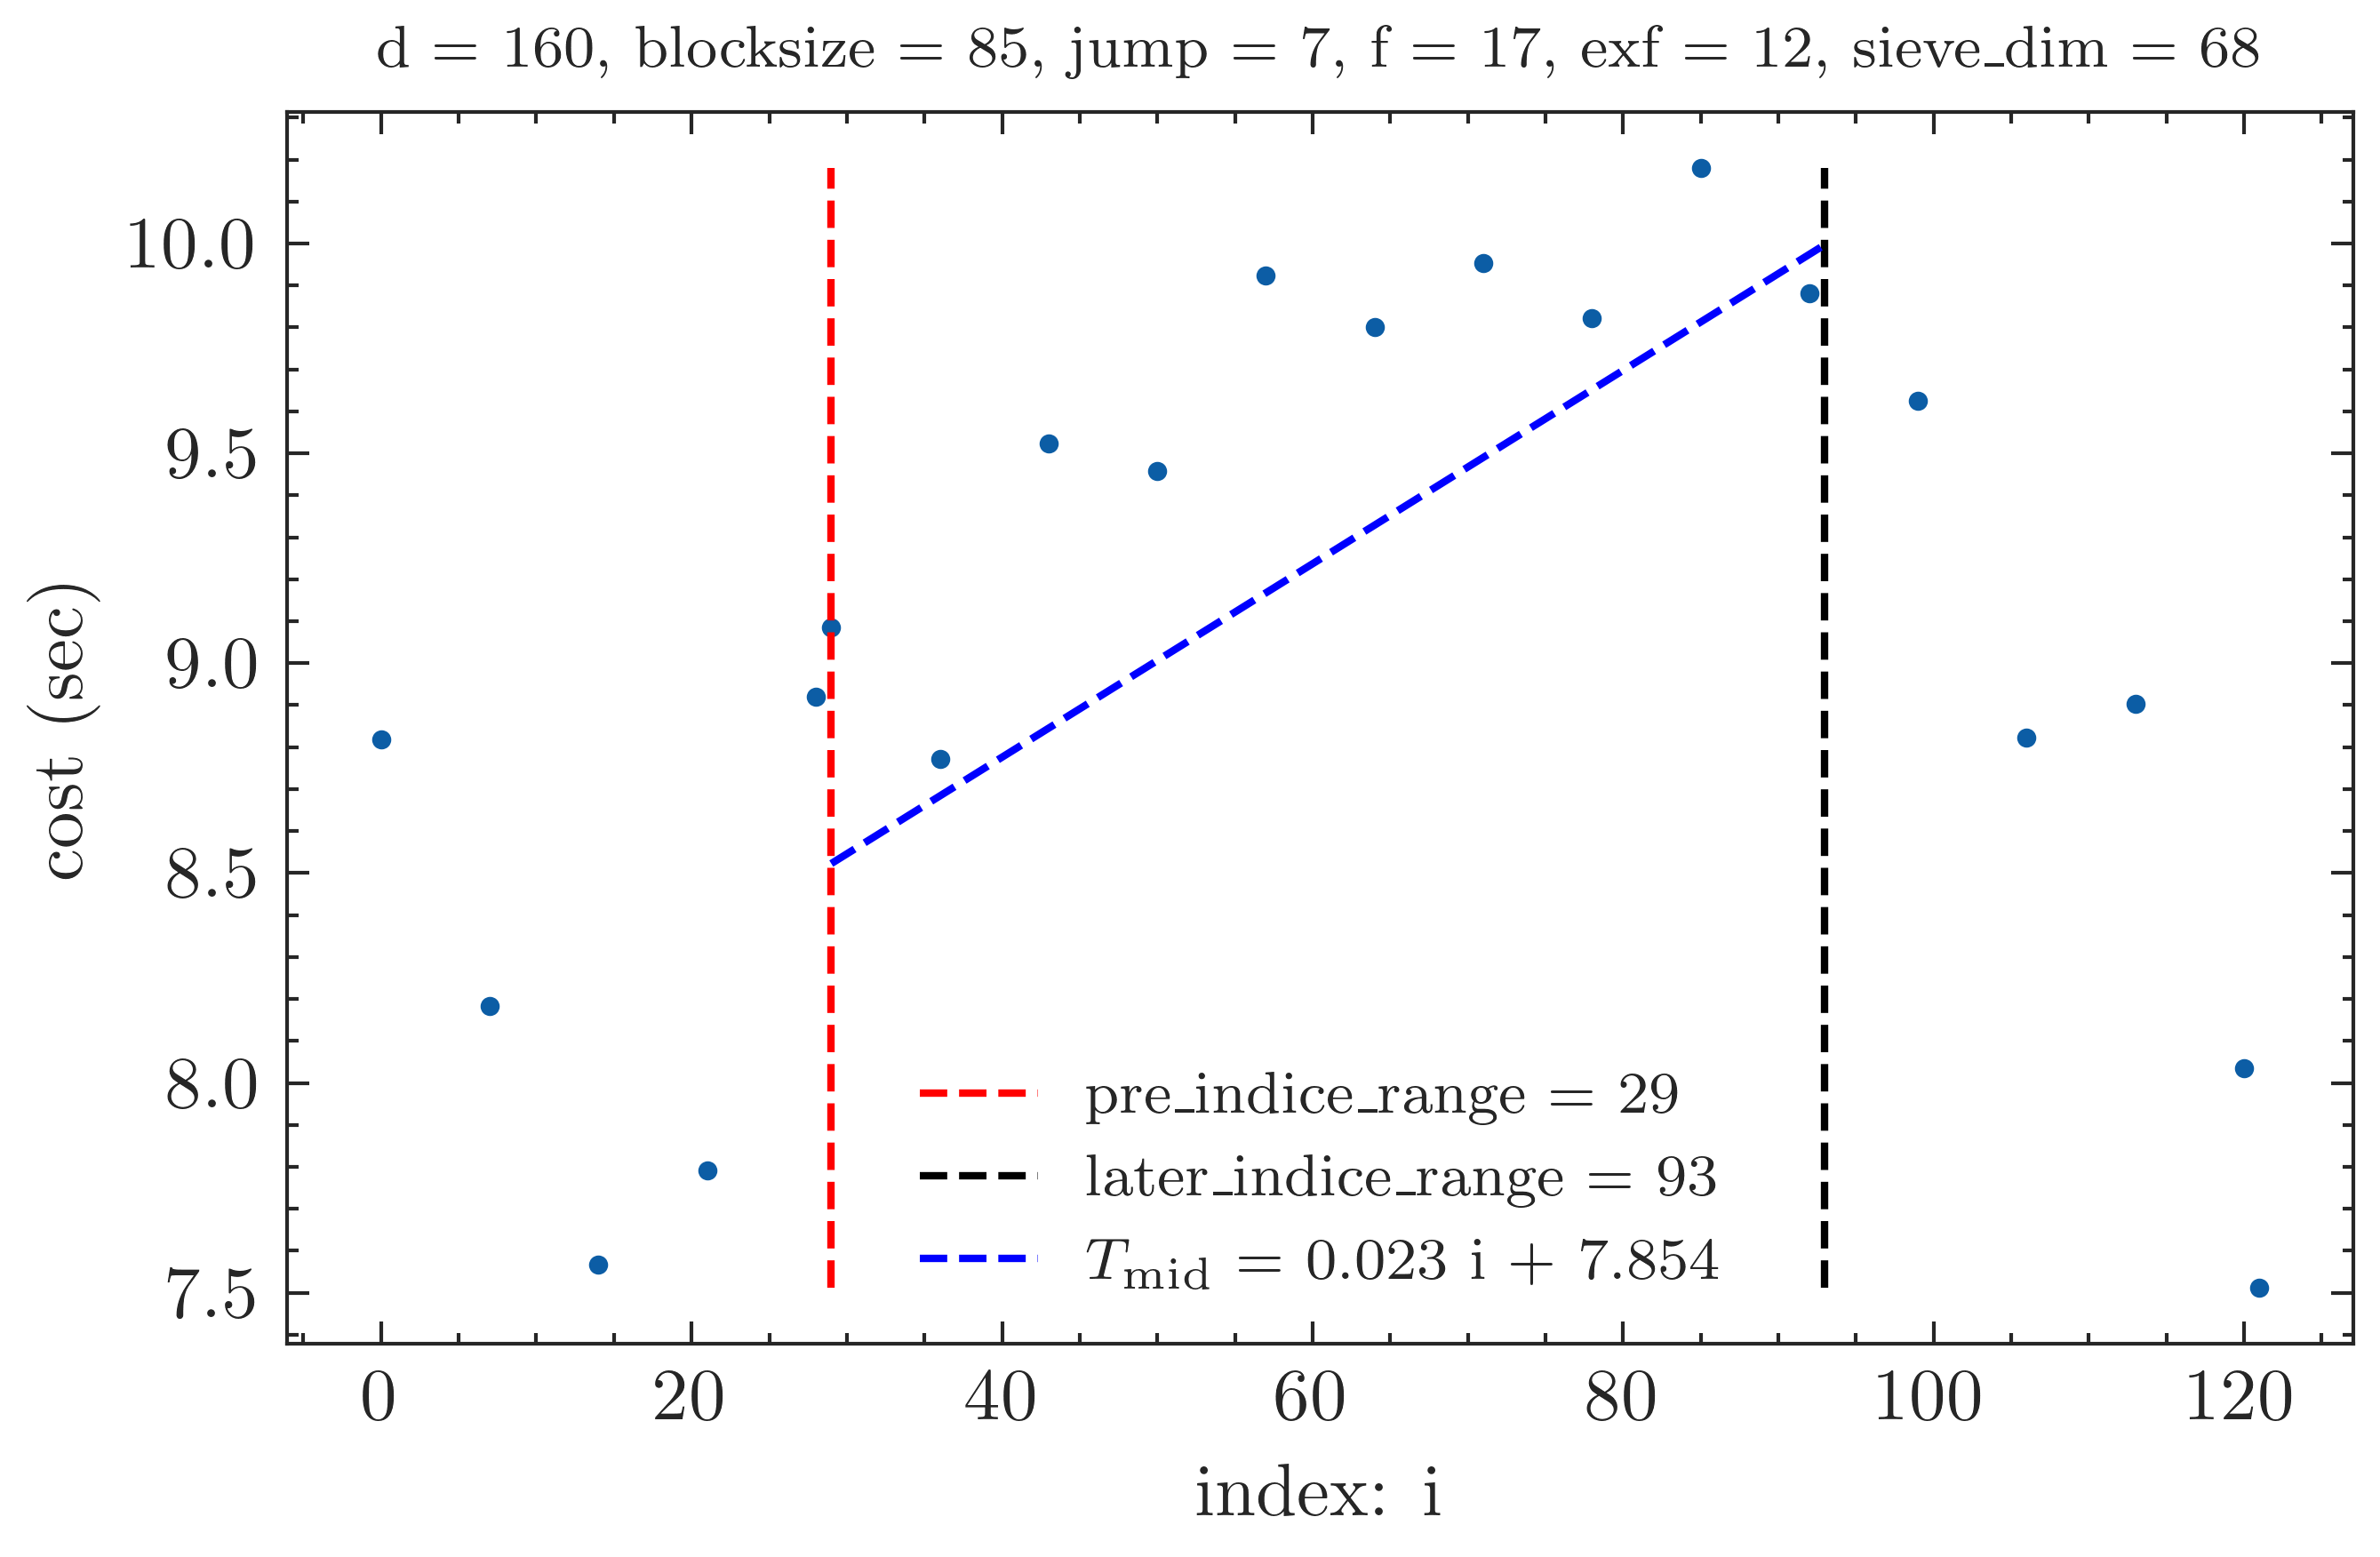 d = 160, blocksize = 85, jump = 7, f = 17, exf = 12, sieve_dim = 68
10.0
9.5
9.0
8.5
8.0
7.5
cost (sec)
pre_indice_range = 29
later_indice_range = 93
T_mid = 0.023 i + 7.854
0 20 40 60 80 100 120
index: i